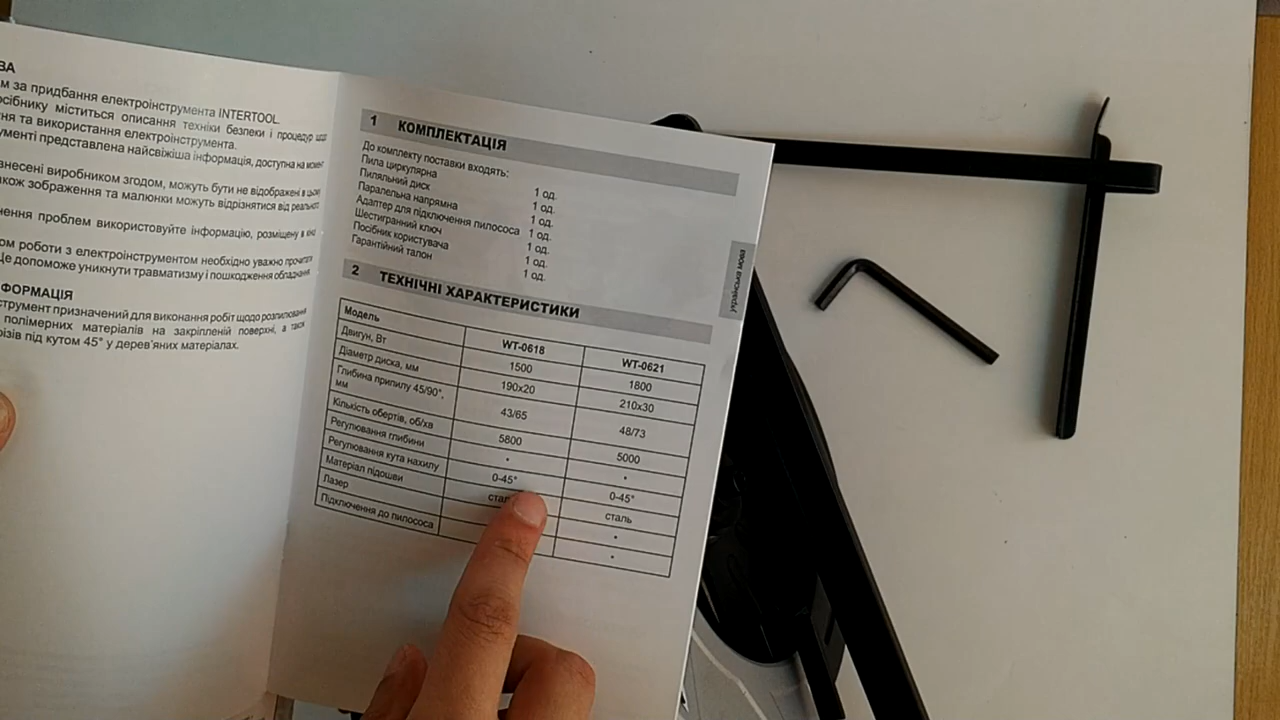 ВА
м за придбання електроінструмента INTERTOOL.
осібнику міститься описання техніки безпеки і процедур щодо
ня та використання електроінструмента.
ументі представлена найсвіжіша інформація, доступна на момент
внесені виробником згодом, можуть бути не відображені в цьому
кож зображення та малюнки можуть відрізнятися від реального
ення проблем використовуйте інформацію, розміщену в кінці
ом роботи з електроінструментом необхідно уважно прочитати
Це допоможе уникнути травматизму і пошкодження обладнання.
ФОРМАЦІЯ
струмент призначений для виконання робіт щодо розпилювання
полімерних матеріалів на закріпленій поверхні, а також
різів під кутом 45° у дерев'яних матеріалах.
1 КОМПЛЕКТАЦІЯ
До комплекту поставки входять:
Пила циркулярна 1 од.
Пиляльний диск 1 од.
Паралельна напрямна 1 од.
Адаптер для підключення пилососа 1 од.
Шестигранний ключ 1 од.
Посібник користувача 1 од.
Гарантійний талон 1 од.
українська мова
2 ТЕХНІЧНІ ХАРАКТЕРИСТИКИ
Модель WT-0618 WT-0621
Двигун, Вт 1500 1800
Діаметр диска, мм 190x20 210x30
Глибина припилу 45/90°, мм 43/65 48/73
Кількість обертів, об/хв 5800 5000
Регулювання глибини • •
Регулювання кута нахилу 0-45° 0-45°
Матеріал підошви стал сталь
Лазер •
Підключення до пилососа •